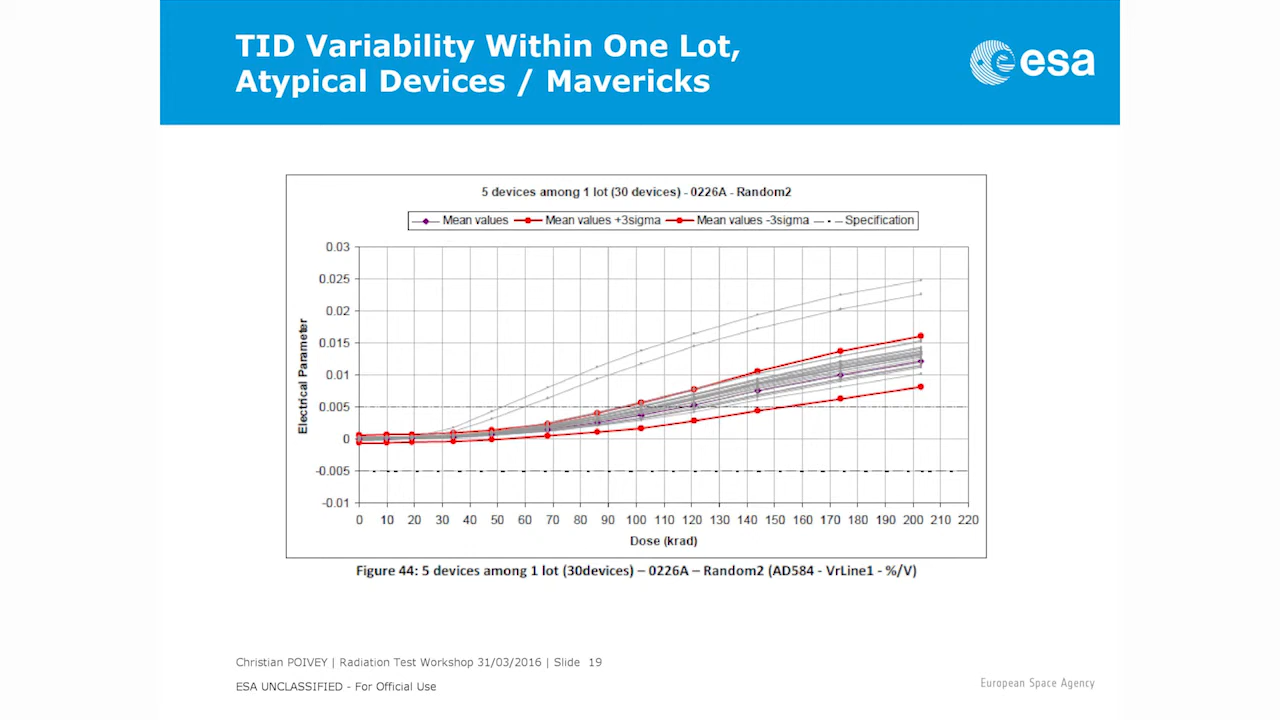 TID Variability Within One Lot,
Atypical Devices / Mavericks
esa
5 devices among 1 lot (30 devices) - 0226A - Random2
Mean values Mean values +3sigma Mean values -3sigma Specification
0.03
0.025
0.02
0.015
0.01
0.005
0
-0.005
-0.01
Electrical Parameter
0 10 20 30 40 50 60 70 80 90 100 110 120 130 140 150 160 170 180 190 200 210 220
Dose (krad)
Figure 44: 5 devices among 1 lot (30devices) – 0226A – Random2 (AD584 - VrLine1 - %/V)
Christian POIVEY | Radiation Test Workshop 31/03/2016 | Slide 19
ESA UNCLASSIFIED - For Official Use
European Space Agency